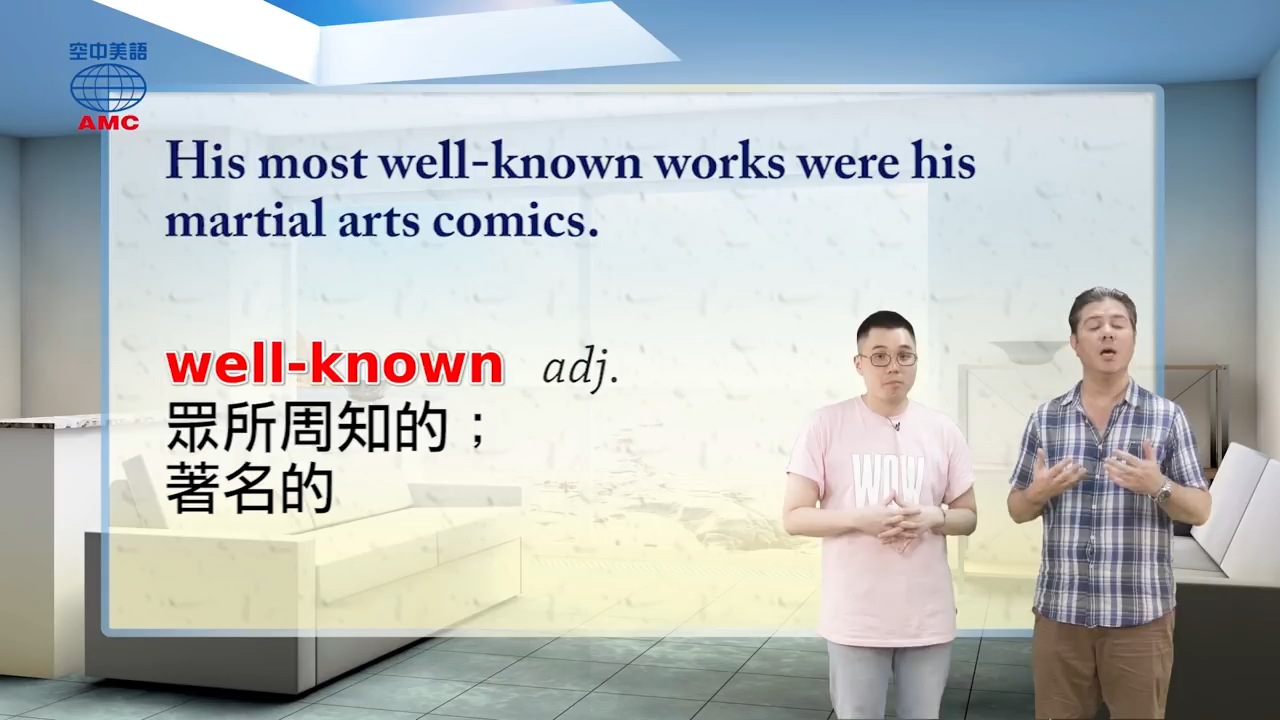 空中美語
AMC
His most well-known works were his
martial arts comics.
well-known adj.
眾所周知的；
著名的
WOW